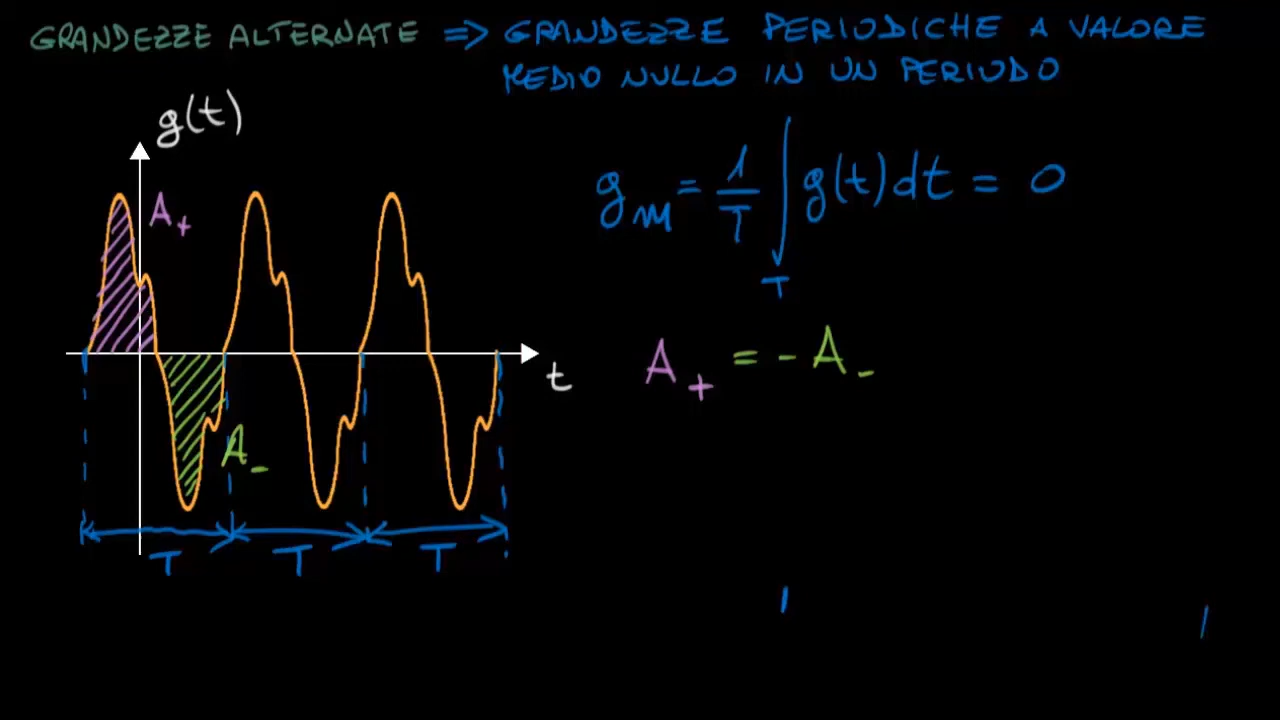 GRANDEZZE ALTERNATE => GRANDEZZE PERIODICHE A VALORE
MEDIO NULLO IN UN PERIODO
g(t)
gm = 1/T ∫T g(t)dt = 0
A+
A+ = -A-
t
A-
T T T